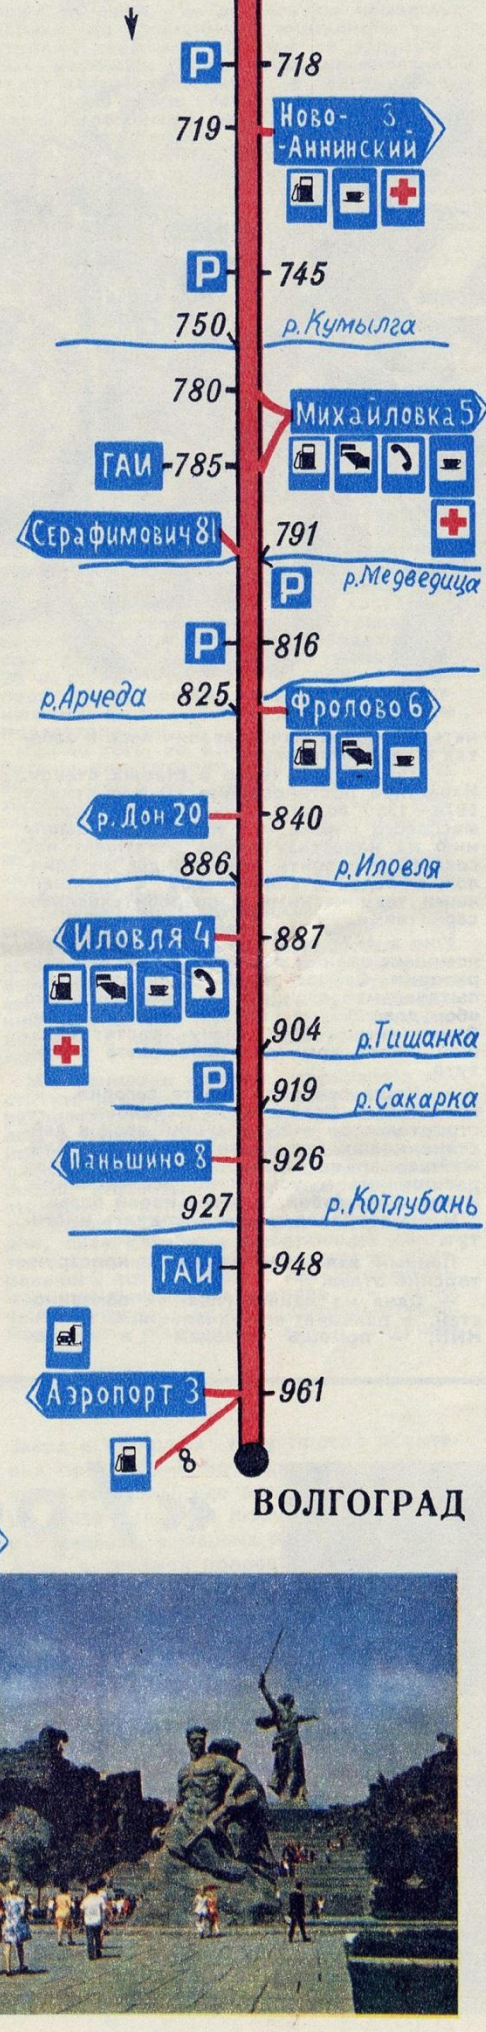 P 718
719 Ново- 3
-Аннинский
P 745
750 р.Кумылга
780
Михайловка 5
ГАИ 785
Серафимович 81 791
P р.Медведица
P 816
р.Арчеда 825 Фролово 6
р. Дон 20 840
886 р.Иловля
Иловля 4 887
904 р.Тишанка
P 919 р.Сакарка
Паньшино 8 926
927 р.Котлубань
ГАИ 948
Аэропорт 3 961
8
ВОЛГОГРАД